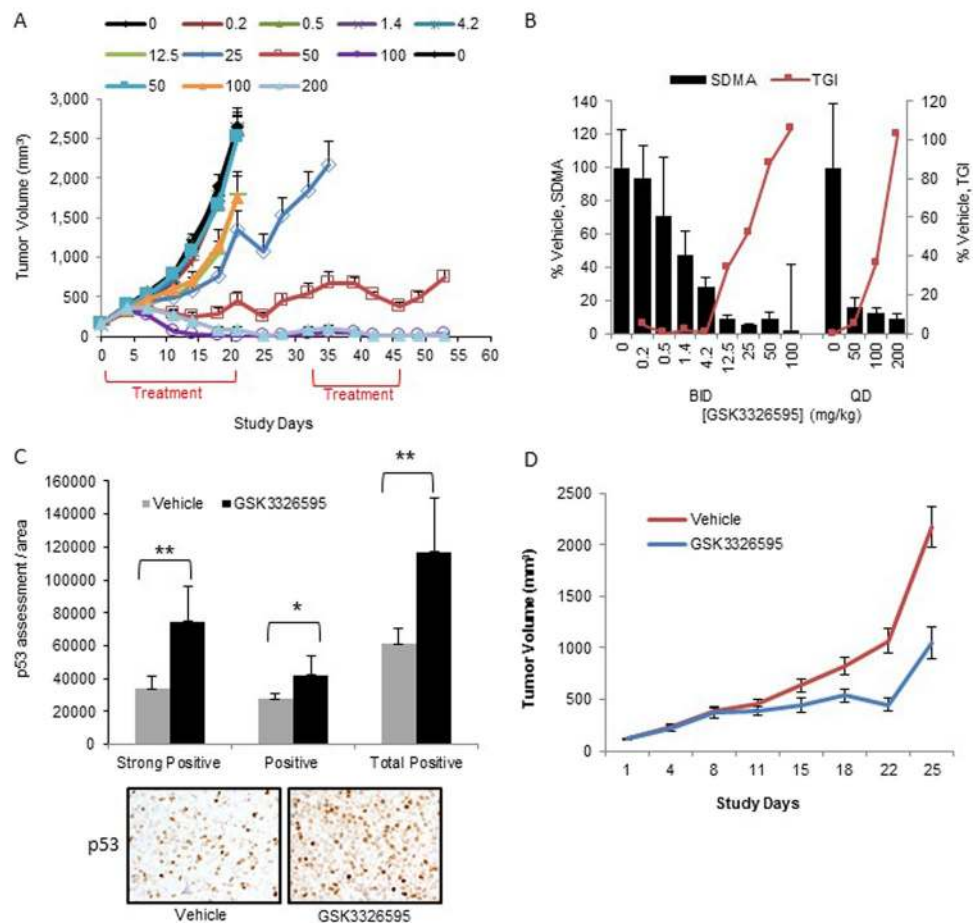 A
0 0.2 0.5 1.4 4.2
12.5 25 50 100 0
50 100 200
Tumor Volume (mm³)
3,000
2,500
2,000
1,500
1,000
500
0
0 5 10 15 20 25 30 35 40 45 50 55 60
Treatment Treatment
Study Days
B
SDMA TGI
% Vehicle, SDMA
140
120
100
80
60
40
20
0
% Vehicle, TGI
120
100
80
60
40
20
0
0 0.2 0.5 1.4 4.2 12.5 25 50 100 0 50 100 200
BID QD
[GSK3326595] (mg/kg)
C
Vehicle GSK3326595
p53 assessment / area
160000
140000
120000
100000
80000
60000
40000
20000
0
** * **
Strong Positive Positive Total Positive
p53
Vehicle GSK3326595
D
Vehicle
GSK3326595
Tumor Volume (mm³)
2500
2000
1500
1000
500
0
1 4 8 11 15 18 22 25
Study Days